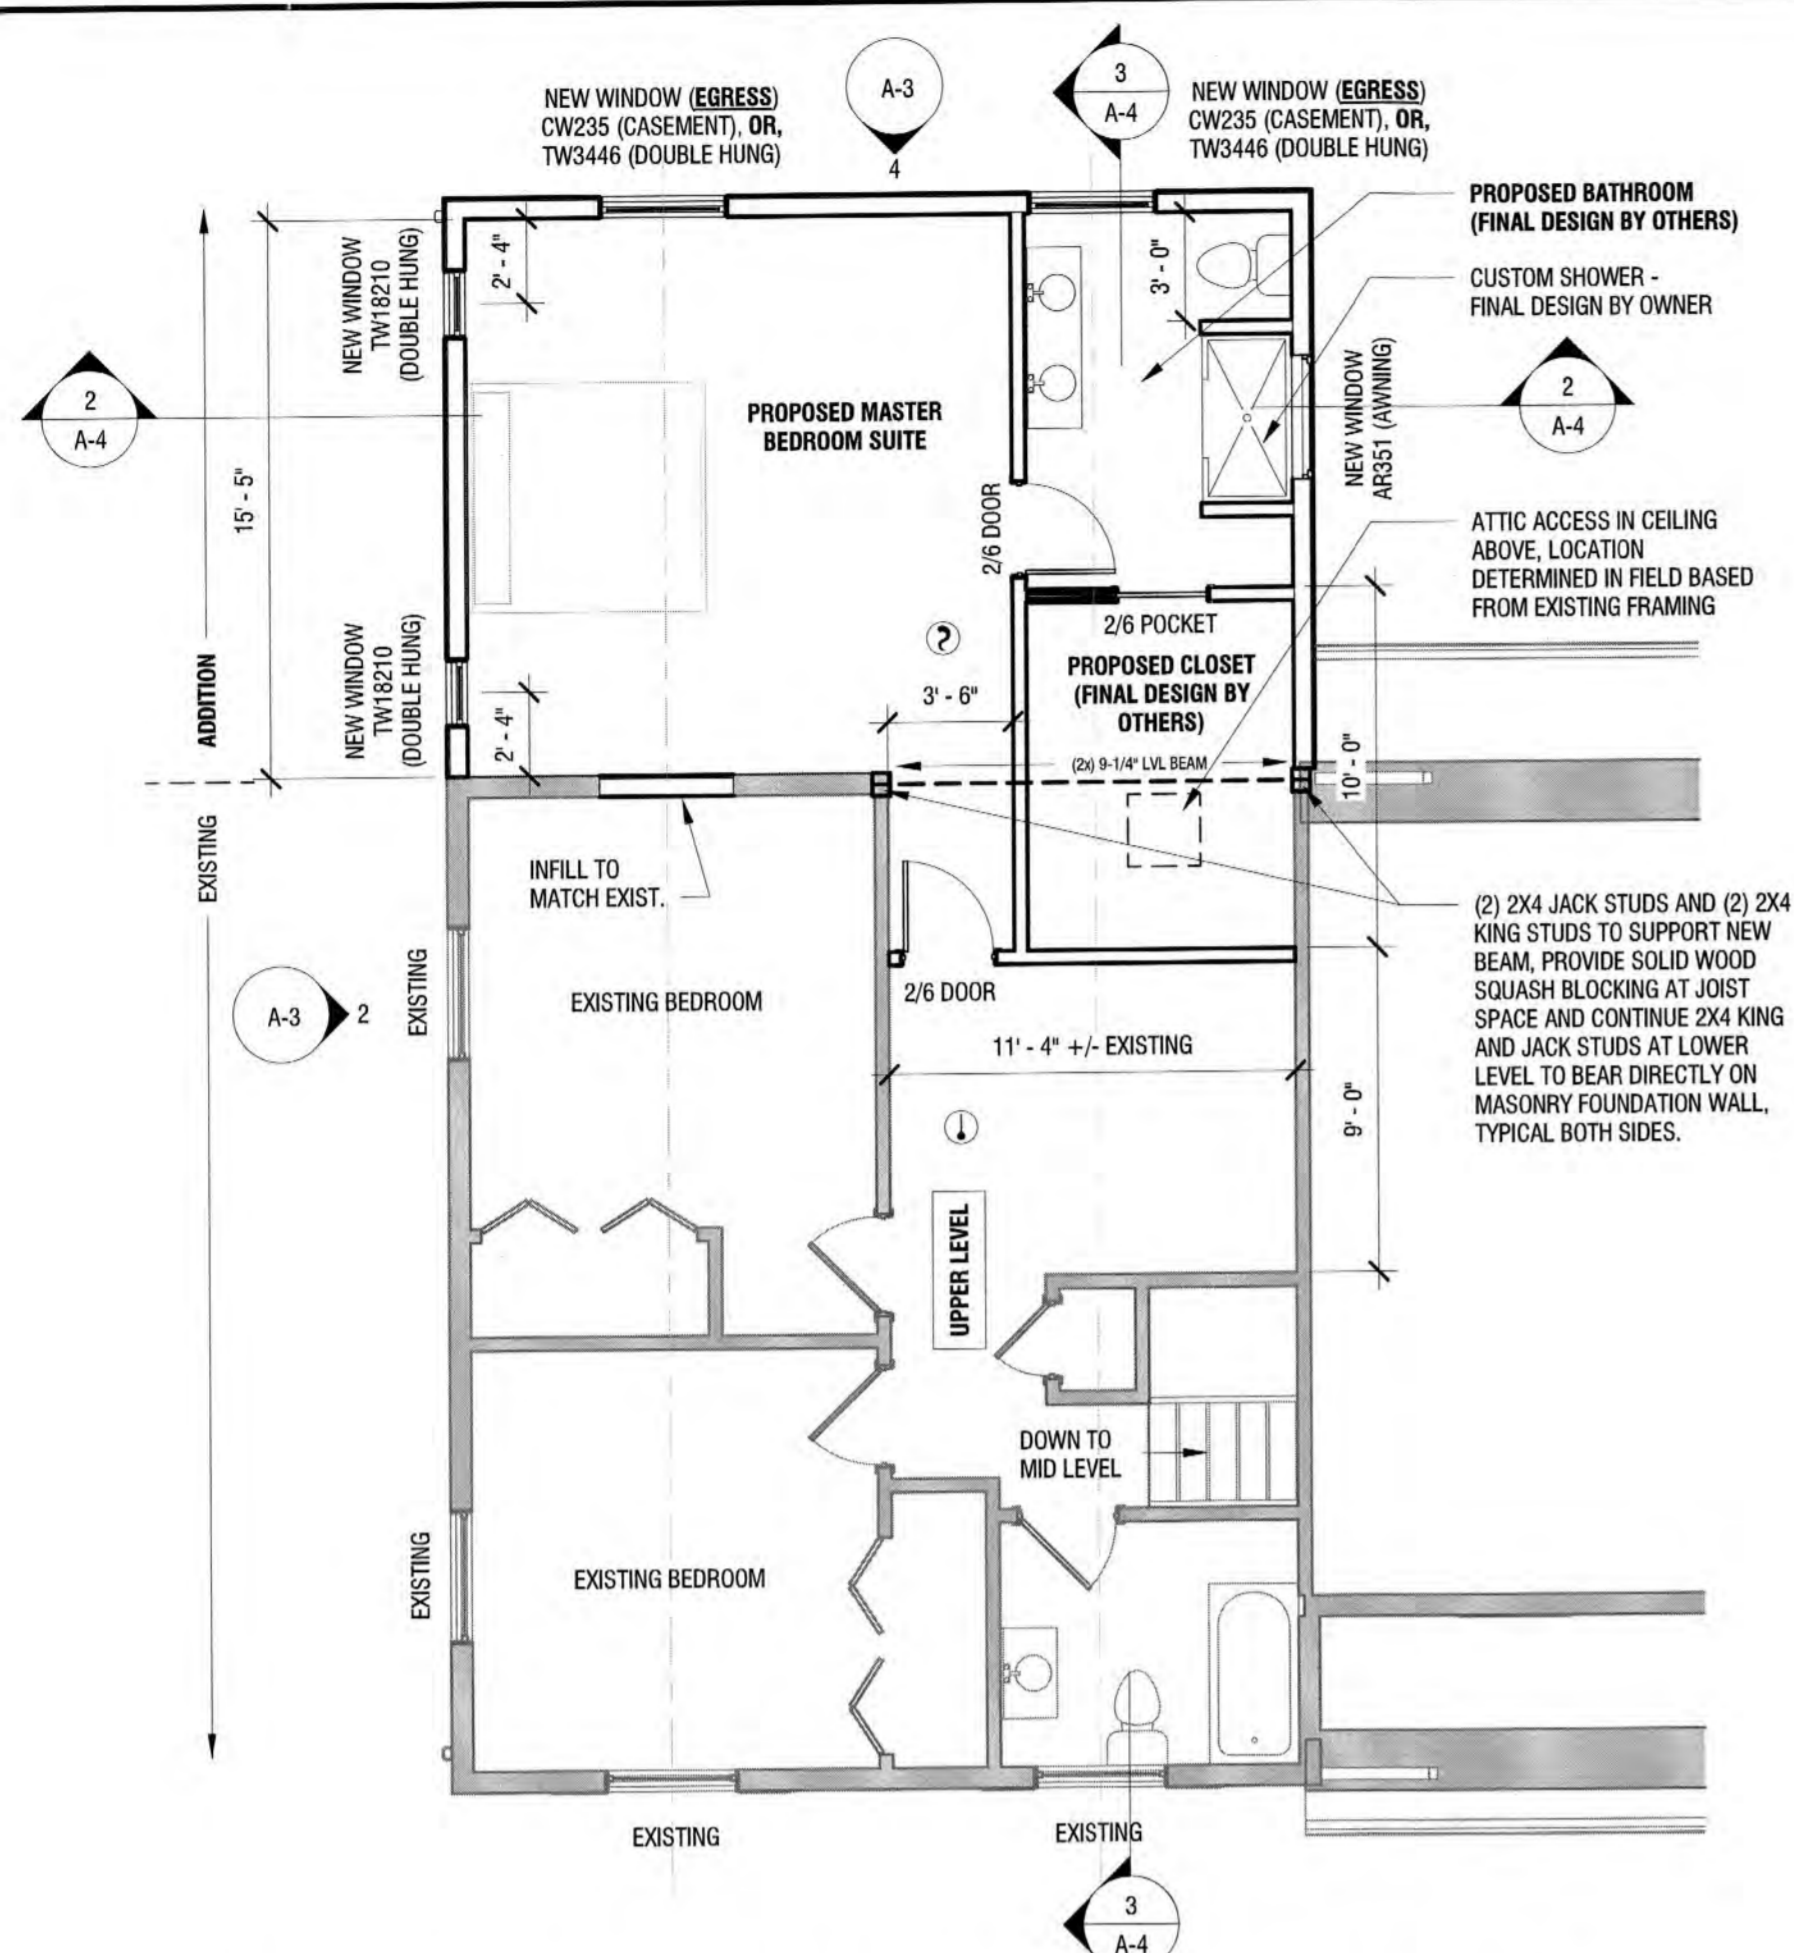 NEW WINDOW (EGRESS)
CW235 (CASEMENT), OR,
TW3446 (DOUBLE HUNG)
A-3
4
3
A-4
NEW WINDOW (EGRESS)
CW235 (CASEMENT), OR,
TW3446 (DOUBLE HUNG)
PROPOSED BATHROOM
(FINAL DESIGN BY OTHERS)
CUSTOM SHOWER -
FINAL DESIGN BY OWNER
NEW WINDOW
TW18210
(DOUBLE HUNG)
2' - 4"
3' - 0"
2
A-4
15' - 5"
PROPOSED MASTER
BEDROOM SUITE
NEW WINDOW
AR351 (AWNING)
2
A-4
2/6 DOOR
ATTIC ACCESS IN CEILING
ABOVE, LOCATION
DETERMINED IN FIELD BASED
FROM EXISTING FRAMING
2/6 POCKET
PROPOSED CLOSET
(FINAL DESIGN BY
OTHERS)
ADDITION
NEW WINDOW
TW18210
(DOUBLE HUNG)
2' - 4"
3' - 6"
(2x) 9-1/4" LVL BEAM
10' - 0"
EXISTING
INFILL TO
MATCH EXIST.
(2) 2X4 JACK STUDS AND (2) 2X4
KING STUDS TO SUPPORT NEW
BEAM, PROVIDE SOLID WOOD
SQUASH BLOCKING AT JOIST
SPACE AND CONTINUE 2X4 KING
AND JACK STUDS AT LOWER
LEVEL TO BEAR DIRECTLY ON
MASONRY FOUNDATION WALL,
TYPICAL BOTH SIDES.
A-3
2
EXISTING
EXISTING BEDROOM
2/6 DOOR
11' - 4" +/- EXISTING
9' - 0"
UPPER LEVEL
DOWN TO
MID LEVEL
EXISTING
EXISTING BEDROOM
EXISTING
EXISTING
3
A-4